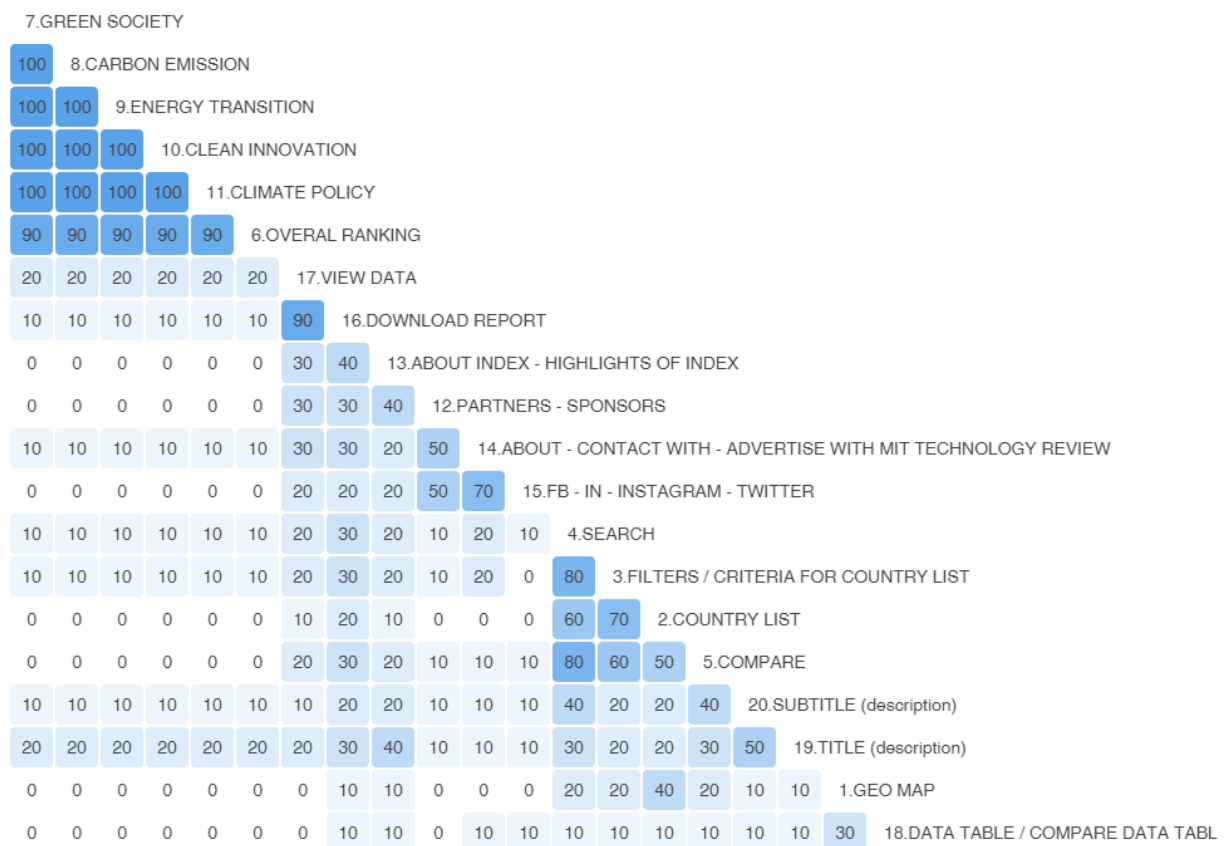 7.GREEN SOCIETY
100 8.CARBON EMISSION
100 100 9.ENERGY TRANSITION
100 100 100 10.CLEAN INNOVATION
100 100 100 100 11.CLIMATE POLICY
90 90 90 90 90 6.OVERAL RANKING
20 20 20 20 20 20 17.VIEW DATA
10 10 10 10 10 10 90 16.DOWNLOAD REPORT
0 0 0 0 0 0 30 40 13.ABOUT INDEX - HIGHLIGHTS OF INDEX
0 0 0 0 0 0 30 30 40 12.PARTNERS - SPONSORS
10 10 10 10 10 10 30 30 20 50 14.ABOUT - CONTACT WITH - ADVERTISE WITH MIT TECHNOLOGY REVIEW
0 0 0 0 0 0 20 20 20 50 70 15.FB - IN - INSTAGRAM - TWITTER
10 10 10 10 10 10 20 30 20 10 20 10 4.SEARCH
10 10 10 10 10 10 20 30 20 10 20 0 80 3.FILTERS / CRITERIA FOR COUNTRY LIST
0 0 0 0 0 0 10 20 10 0 0 0 60 70 2.COUNTRY LIST
0 0 0 0 0 0 20 30 20 10 10 10 80 60 50 5.COMPARE
10 10 10 10 10 10 10 20 20 10 10 10 40 20 20 40 20.SUBTITLE (description)
20 20 20 20 20 20 20 30 40 10 10 10 30 20 20 30 50 19.TITLE (description)
0 0 0 0 0 0 0 10 10 0 0 0 20 20 40 20 10 10 1.GEO MAP
0 0 0 0 0 0 0 10 10 0 10 10 10 10 10 10 10 10 30 18.DATA TABLE / COMPARE DATA TABL